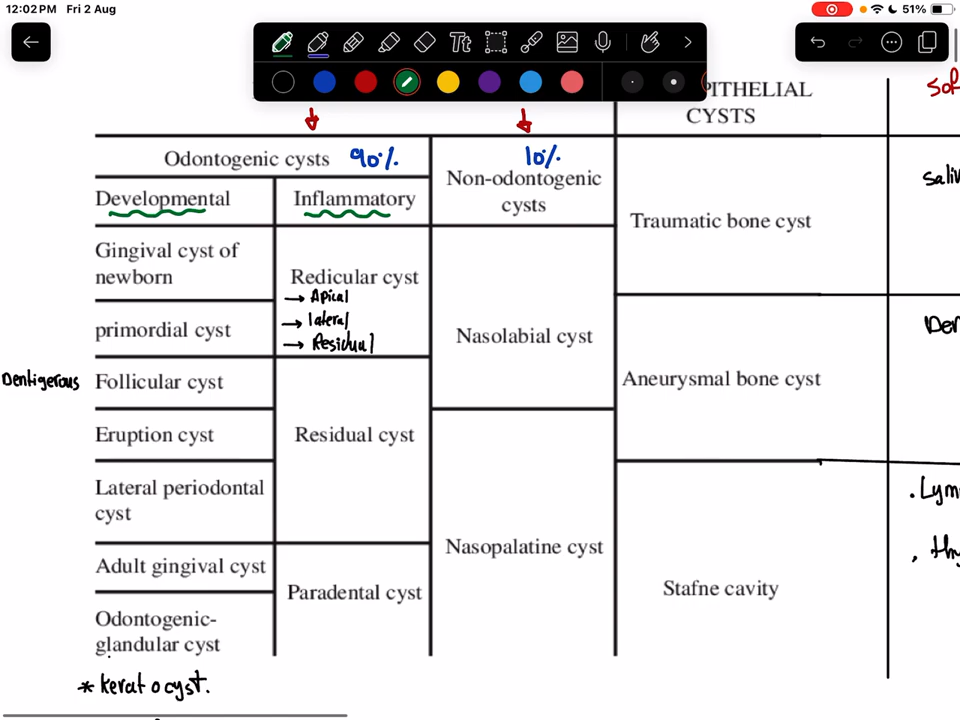 12:02 PM Fri 2 Aug
51%
Tt
PITHELIAL
CYSTS
Odontogenic cysts 90%
10%
Non-odontogenic
cysts
Developmental
Inflammatory
Gingival cyst of
newborn
Redicular cyst
→ Apical
→ lateral
→ Residual
Traumatic bone cyst
primordial cyst
Nasolabial cyst
Dentigerous
Follicular cyst
Aneurysmal bone cyst
Eruption cyst
Residual cyst
Lateral periodontal
cyst
Nasopalatine cyst
Adult gingival cyst
Paradental cyst
Stafne cavity
Odontogenic-
glandular cyst
* keratocyst.